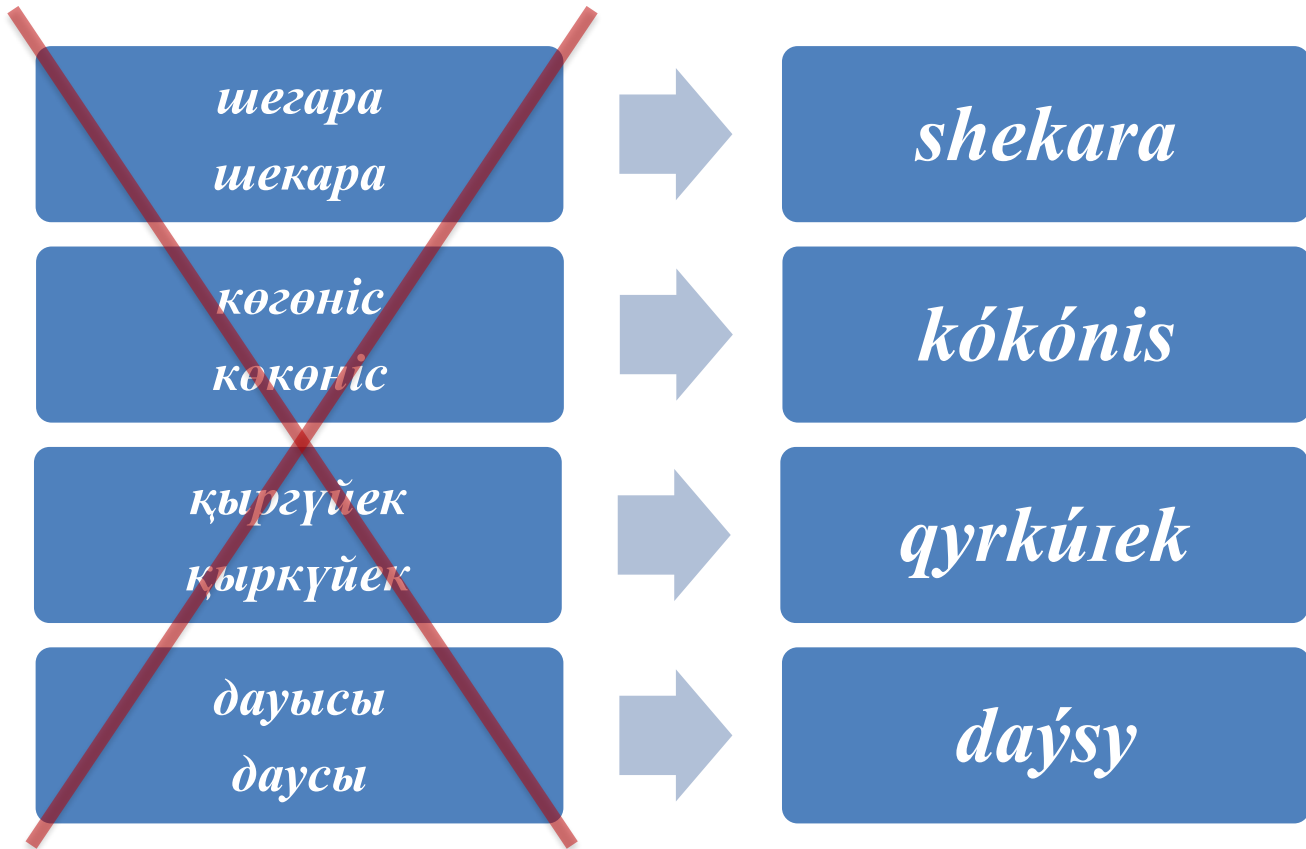 шегара
шекара
shekara
көгөніс
көкөніс
kókónis
қыргүйек
қыркүйек
qyrkúıek
дауысы
даусы
daýsy